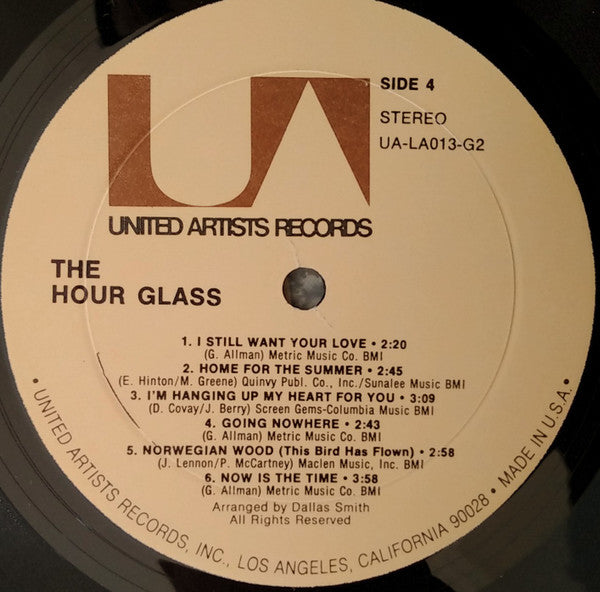 UA
SIDE 4
STEREO
UA-LA013-G2
UNITED ARTISTS RECORDS
THE
HOUR GLASS
1. I STILL WANT YOUR LOVE • 2:20
(G. Allman) Metric Music Co. BMI
2. HOME FOR THE SUMMER • 2:45
(E. Hinton/M. Greene) Quinvy Publ. Co., Inc./Sunalee Music BMI
3. I'M HANGING UP MY HEART FOR YOU • 3:09
(D. Covay/J. Berry) Screen Gems-Columbia Music BMI
4. GOING NOWHERE • 2:43
(G. Allman) Metric Music Co. BMI
5. NORWEGIAN WOOD (This Bird Has Flown) • 2:58
(J. Lennon/P. McCartney) Maclen Music, Inc. BMI
6. NOW IS THE TIME • 3:58
(G. Allman) Metric Music Co. BMI
Arranged by Dallas Smith
All Rights Reserved
• UNITED ARTISTS RECORDS, INC., LOS ANGELES, CALIFORNIA 90028 • MADE IN U.S.A. •